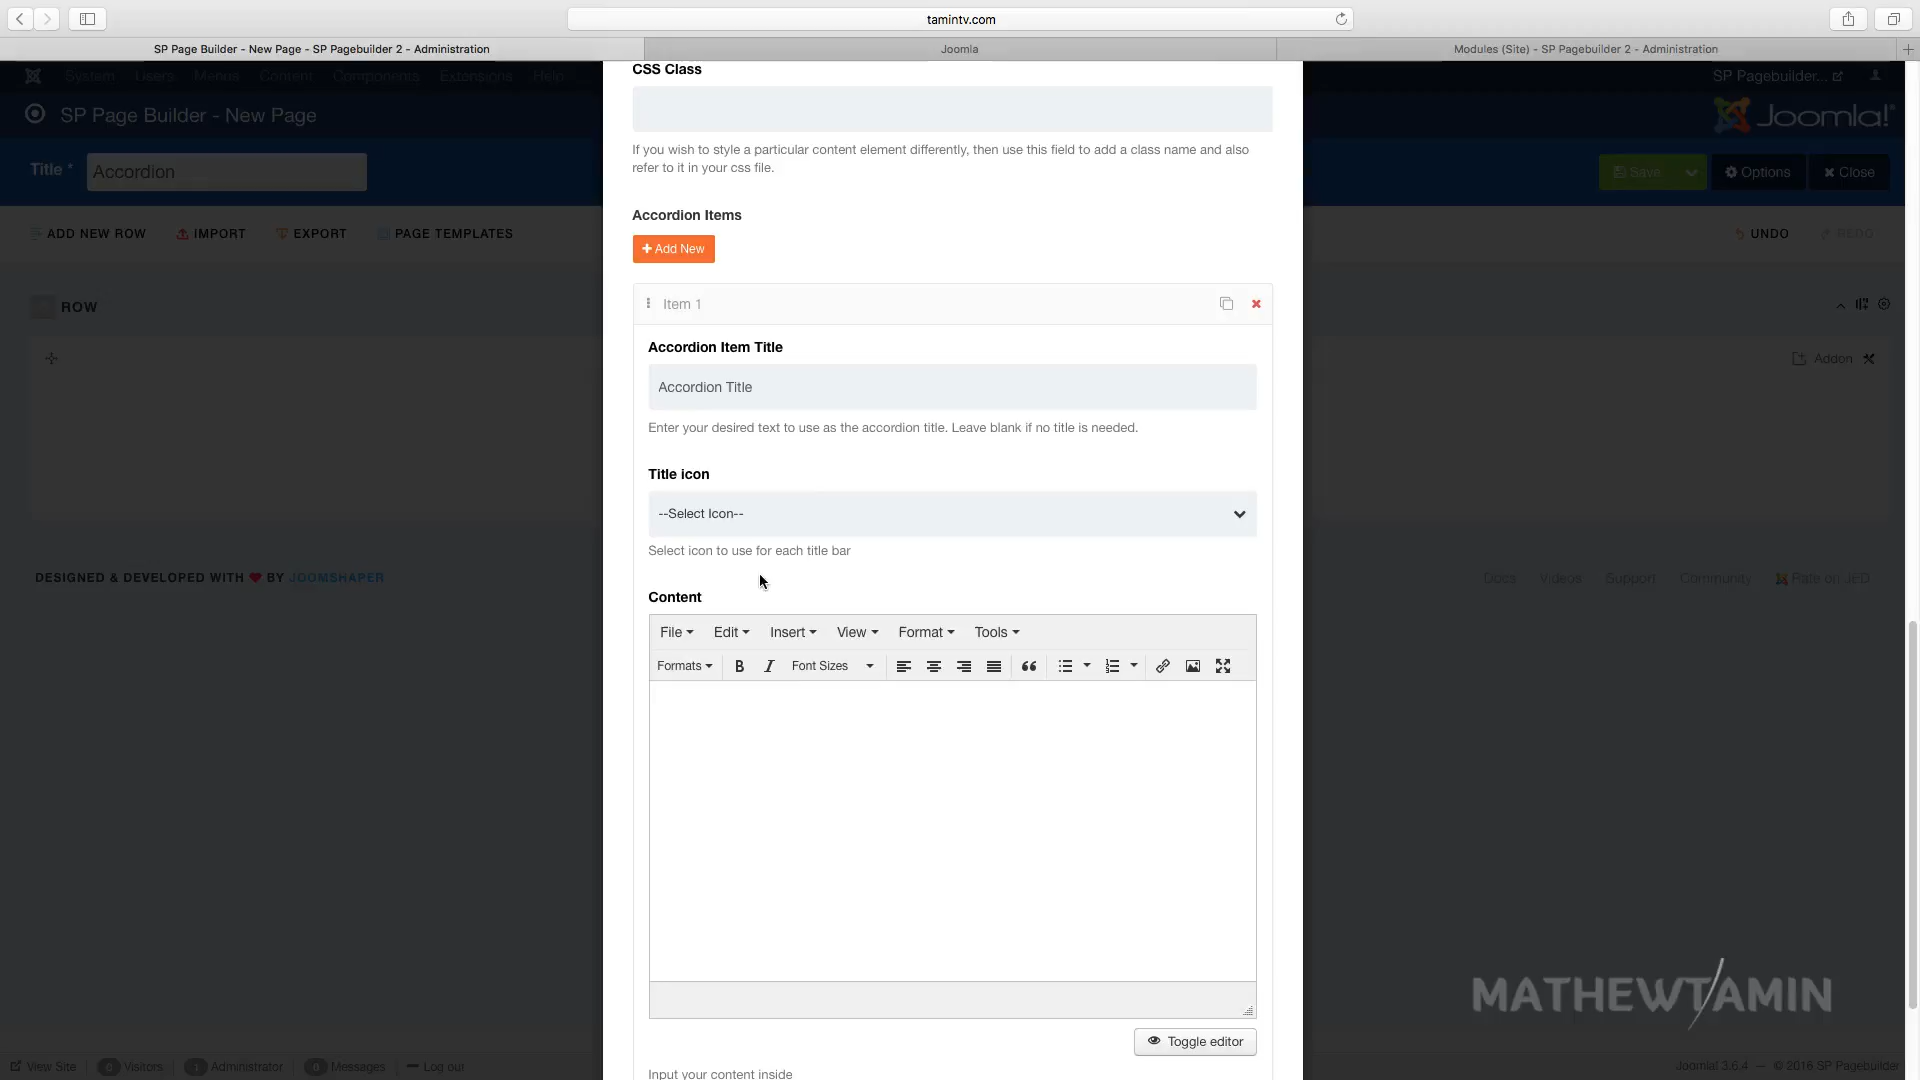 tamintv.com
SP Page Builder - New Page - SP Pagebuilder 2 - Administration
Joomla
Modules (Site) - SP Pagebuilder 2 - Administration
System Users Menus Content Components Extensions Help
SP Pagebuilder...
SP Page Builder - New Page
Joomla!
Title *
Accordion
Save
Options
Close
ADD NEW ROW
IMPORT
EXPORT
PAGE TEMPLATES
UNDO
REDO
ROW
Addon
CSS Class
If you wish to style a particular content element differently, then use this field to add a class name and also
refer to it in your css file.
Accordion Items
Add New
Item 1
Accordion Item Title
Accordion Title
Enter your desired text to use as the accordion title. Leave blank if no title is needed.
Title icon
--Select Icon--
Select icon to use for each title bar
Content
File Edit Insert View Format Tools
Formats B I Font Sizes
Toggle editor
Input your content inside
DESIGNED & DEVELOPED WITH ❤ BY JOOMSHAPER
Docs Videos Support Community Rate on JED
MATHEWTAMIN
View Site 0 Visitors 1 Administrator 0 Messages Log out
Joomla! 3.6.4 — © 2016 SP Pagebuilder